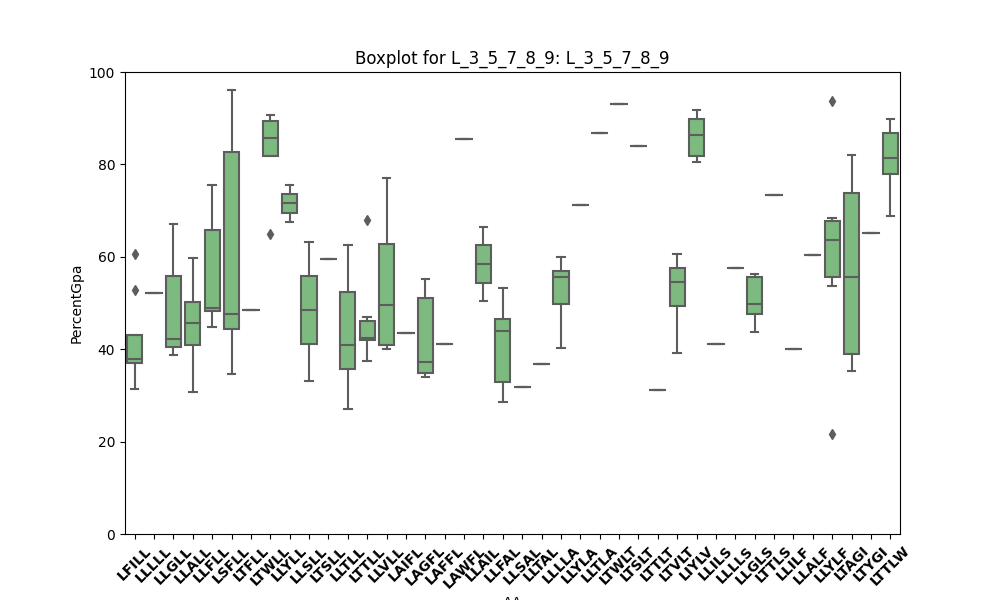 Boxplot for L_3_5_7_8_9: L_3_5_7_8_9
PercentGpa
100
80
60
40
20
0
LFILL
LLLLL
LLGLL
LLALL
LLFLL
LSFLL
LTFLL
LTWLL
LLYLL
LLSLL
LTSLL
LLTLL
LTTLL
LLVLL
LAIFL
LAGFL
LAFFL
LAWFL
LLAIL
LLFAL
LLSAL
LLTAL
LLLLA
LLYLA
LLTLA
LTWLT
LTSLT
LTTLT
LTVLT
LIYLV
LLILS
LLLLS
LLGLS
LTTLS
LLILF
LLALF
LLYLF
LTAGI
LTYGI
LTTLW